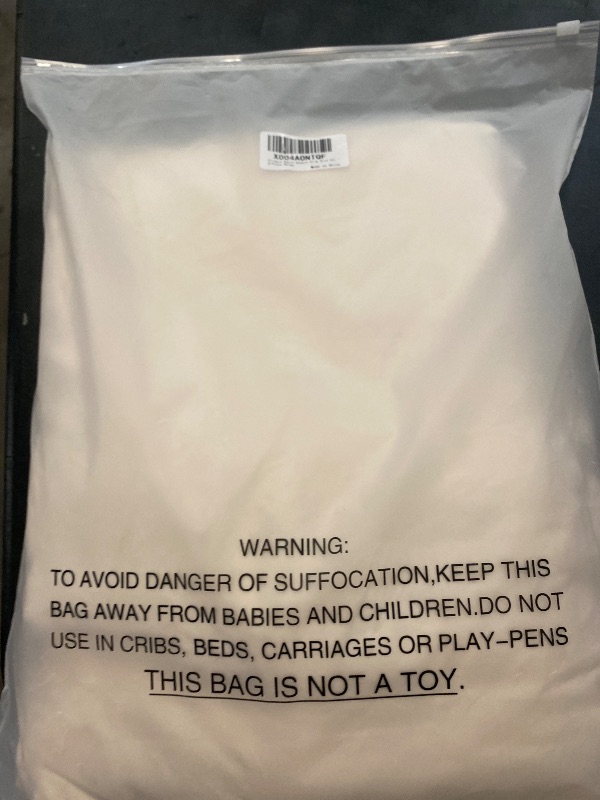 X004AONTQF
WARNING:
TO AVOID DANGER OF SUFFOCATION,KEEP THIS
BAG AWAY FROM BABIES AND CHILDREN.DO NOT
USE IN CRIBS, BEDS, CARRIAGES OR PLAY-PENS
THIS BAG IS NOT A TOY.